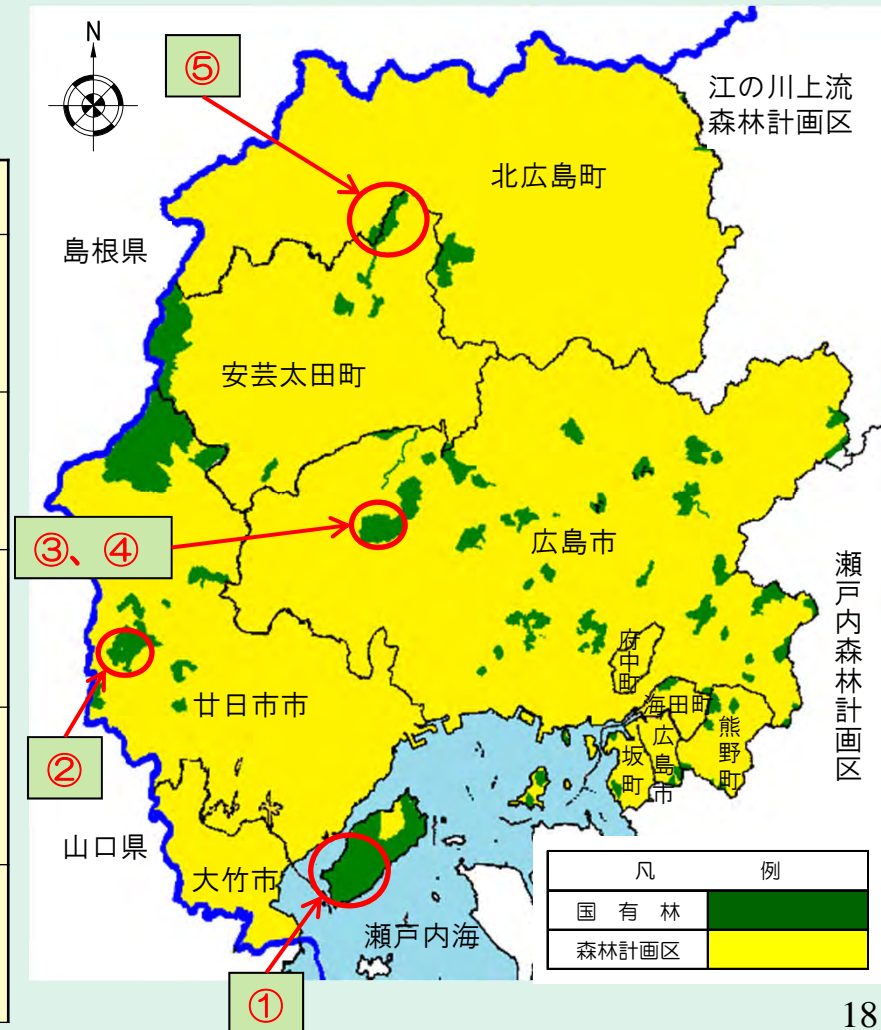 N
⑤
江の川上流
森林計画区
北広島町
島根県
安芸太田町
③、④
広島市
瀬戸内森林計画区
府中町
海田町
廿日市市
坂町
広島市
熊野町
②
山口県
大竹市
瀬戸内海
凡 例
国 有 林
森林計画区
①
18